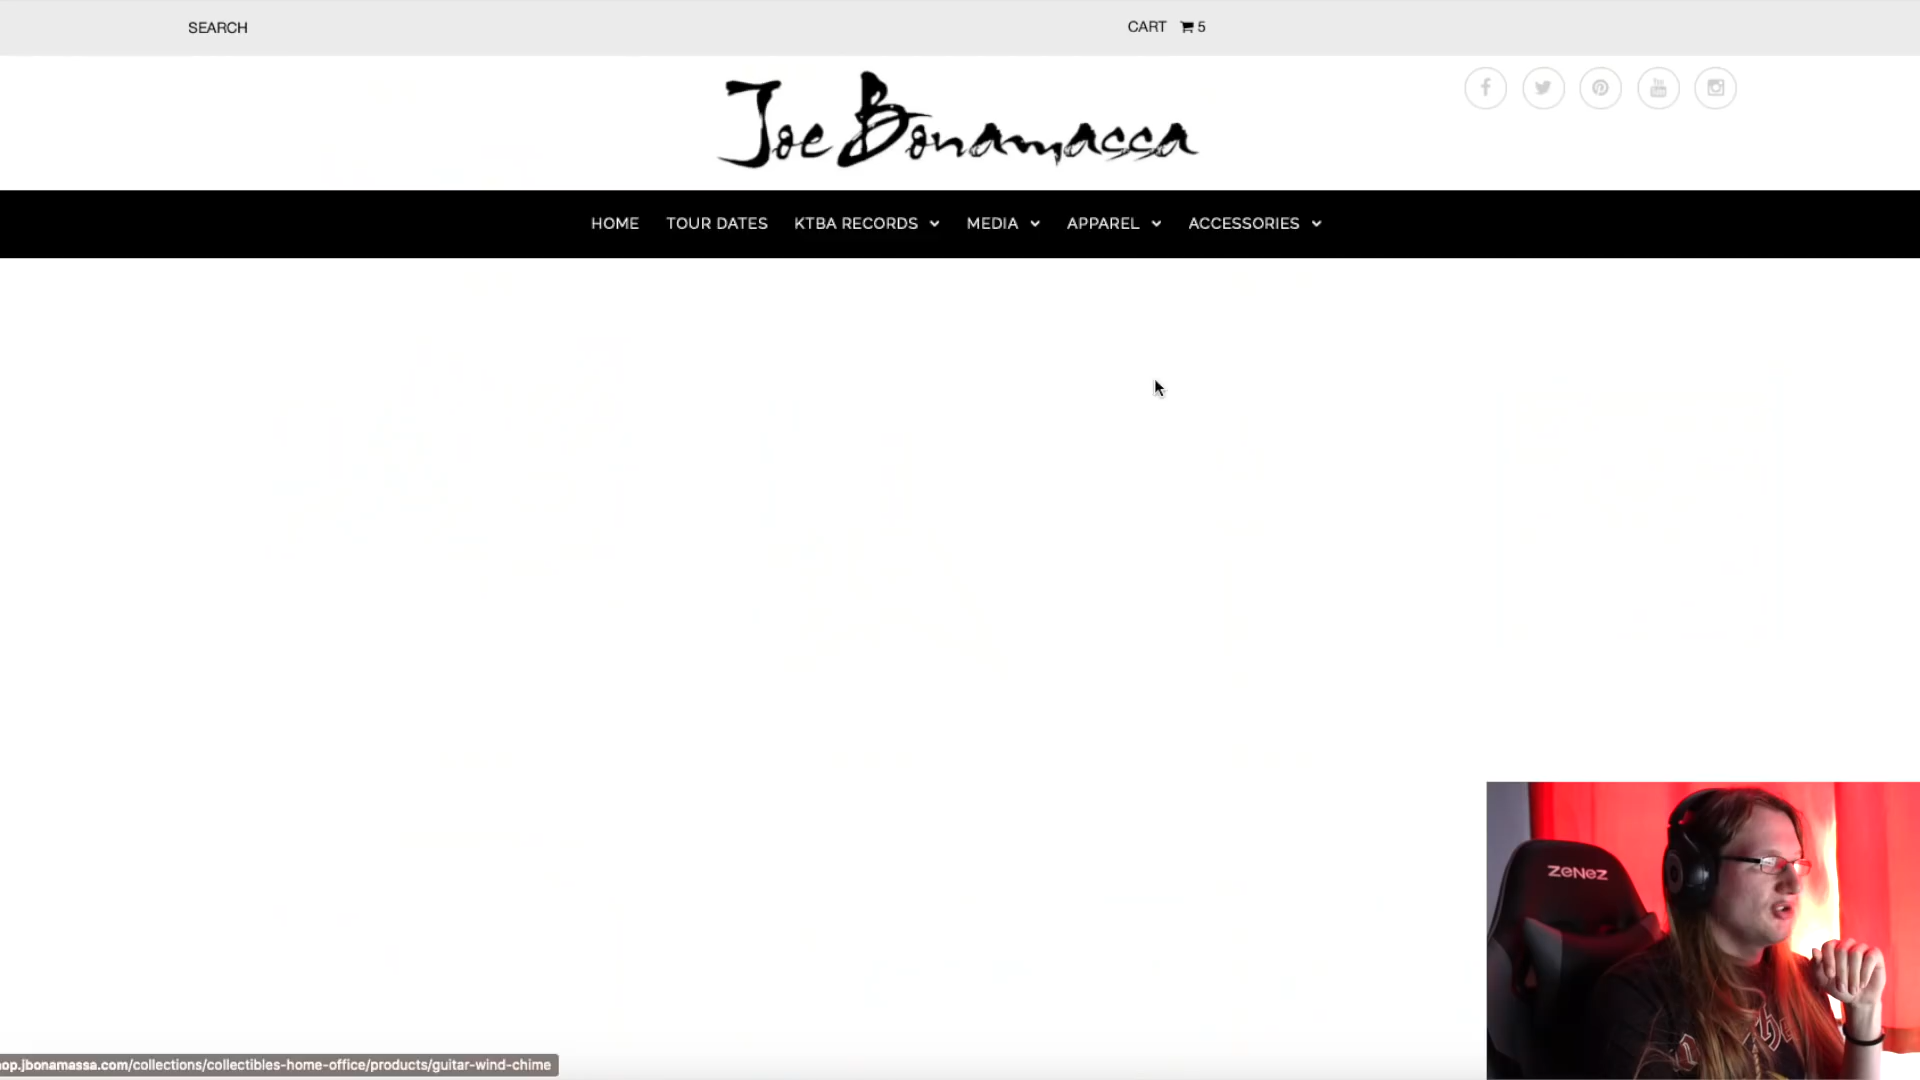 SEARCH
CART 5
Joe Bonamassa
HOME TOUR DATES KTBA RECORDS MEDIA APPAREL ACCESSORIES
ZENEZ
op.jbonamassa.com/collections/collectibles-home-office/products/guitar-wind-chime